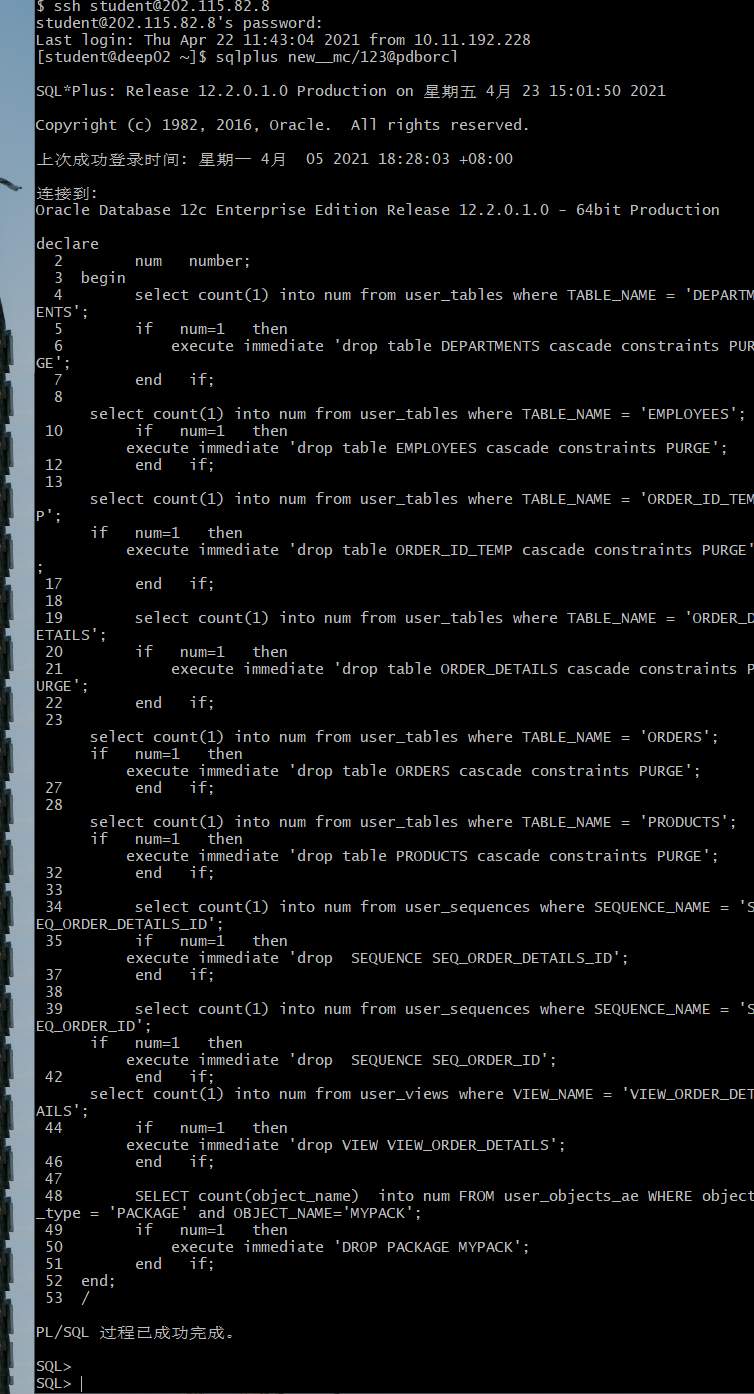 $ ssh student@202.115.82.8
student@202.115.82.8's password:
Last login: Thu Apr 22 11:43:04 2021 from 10.11.192.228
[student@deep02 ~]$ sqlplus new__mc/123@pdborcl
SQL*Plus: Release 12.2.0.1.0 Production on 星期五 4月 23 15:01:50 2021
Copyright (c) 1982, 2016, Oracle.  All rights reserved.
上次成功登录时间: 星期一 4月  05 2021 18:28:03 +08:00
连接到:
Oracle Database 12c Enterprise Edition Release 12.2.0.1.0 - 64bit Production
declare
  2        num   number;
  3  begin
  4        select count(1) into num from user_tables where TABLE_NAME = 'DEPARTM
ENTS';
  5        if   num=1   then
  6            execute immediate 'drop table DEPARTMENTS cascade constraints PUR
GE';
  7        end   if;
  8
      select count(1) into num from user_tables where TABLE_NAME = 'EMPLOYEES';
 10        if   num=1   then
          execute immediate 'drop table EMPLOYEES cascade constraints PURGE';
 12        end   if;
 13
      select count(1) into num from user_tables where TABLE_NAME = 'ORDER_ID_TEM
P';
      if   num=1   then
          execute immediate 'drop table ORDER_ID_TEMP cascade constraints PURGE'
;
 17        end   if;
 18
 19        select count(1) into num from user_tables where TABLE_NAME = 'ORDER_D
ETAILS';
 20        if   num=1   then
 21            execute immediate 'drop table ORDER_DETAILS cascade constraints P
URGE';
 22        end   if;
 23
      select count(1) into num from user_tables where TABLE_NAME = 'ORDERS';
      if   num=1   then
          execute immediate 'drop table ORDERS cascade constraints PURGE';
 27        end   if;
 28
      select count(1) into num from user_tables where TABLE_NAME = 'PRODUCTS';
      if   num=1   then
          execute immediate 'drop table PRODUCTS cascade constraints PURGE';
 32        end   if;
 33
 34        select count(1) into num from user_sequences where SEQUENCE_NAME = 'S
EQ_ORDER_DETAILS_ID';
 35        if   num=1   then
          execute immediate 'drop  SEQUENCE SEQ_ORDER_DETAILS_ID';
 37        end   if;
 38
 39        select count(1) into num from user_sequences where SEQUENCE_NAME = 'S
EQ_ORDER_ID';
      if   num=1   then
          execute immediate 'drop  SEQUENCE SEQ_ORDER_ID';
 42        end   if;
      select count(1) into num from user_views where VIEW_NAME = 'VIEW_ORDER_DET
AILS';
 44        if   num=1   then
          execute immediate 'drop VIEW VIEW_ORDER_DETAILS';
 46        end   if;
 47
 48        SELECT count(object_name)  into num FROM user_objects_ae WHERE object
_type = 'PACKAGE' and OBJECT_NAME='MYPACK';
 49        if   num=1   then
 50            execute immediate 'DROP PACKAGE MYPACK';
 51        end   if;
 52  end;
 53  /
PL/SQL 过程已成功完成。
SQL>
SQL>